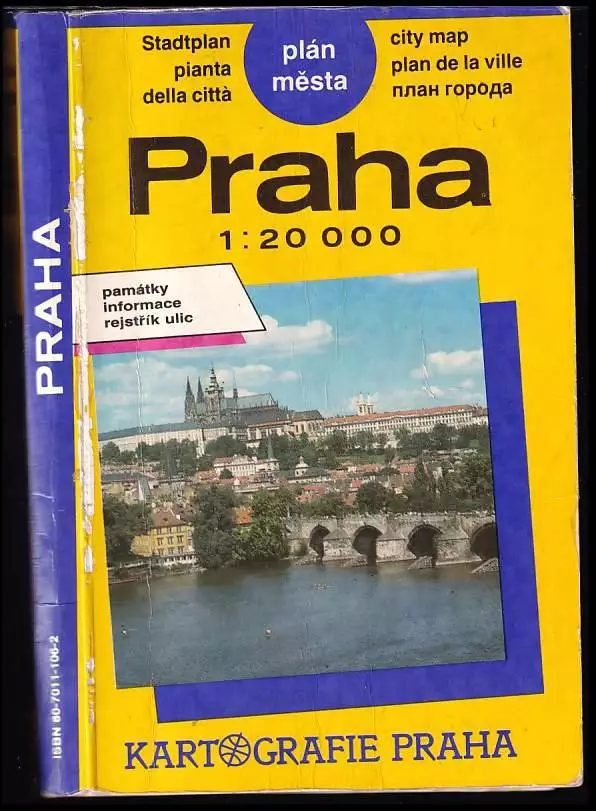 Stadtplan
pianta
della città
plán
města
city map
plan de la ville
план города
Praha
1:20 000
památky
informace
rejstřík ulic
KARTOGRAFIE PRAHA
PRAHA
ISBN 80-7011-106-2